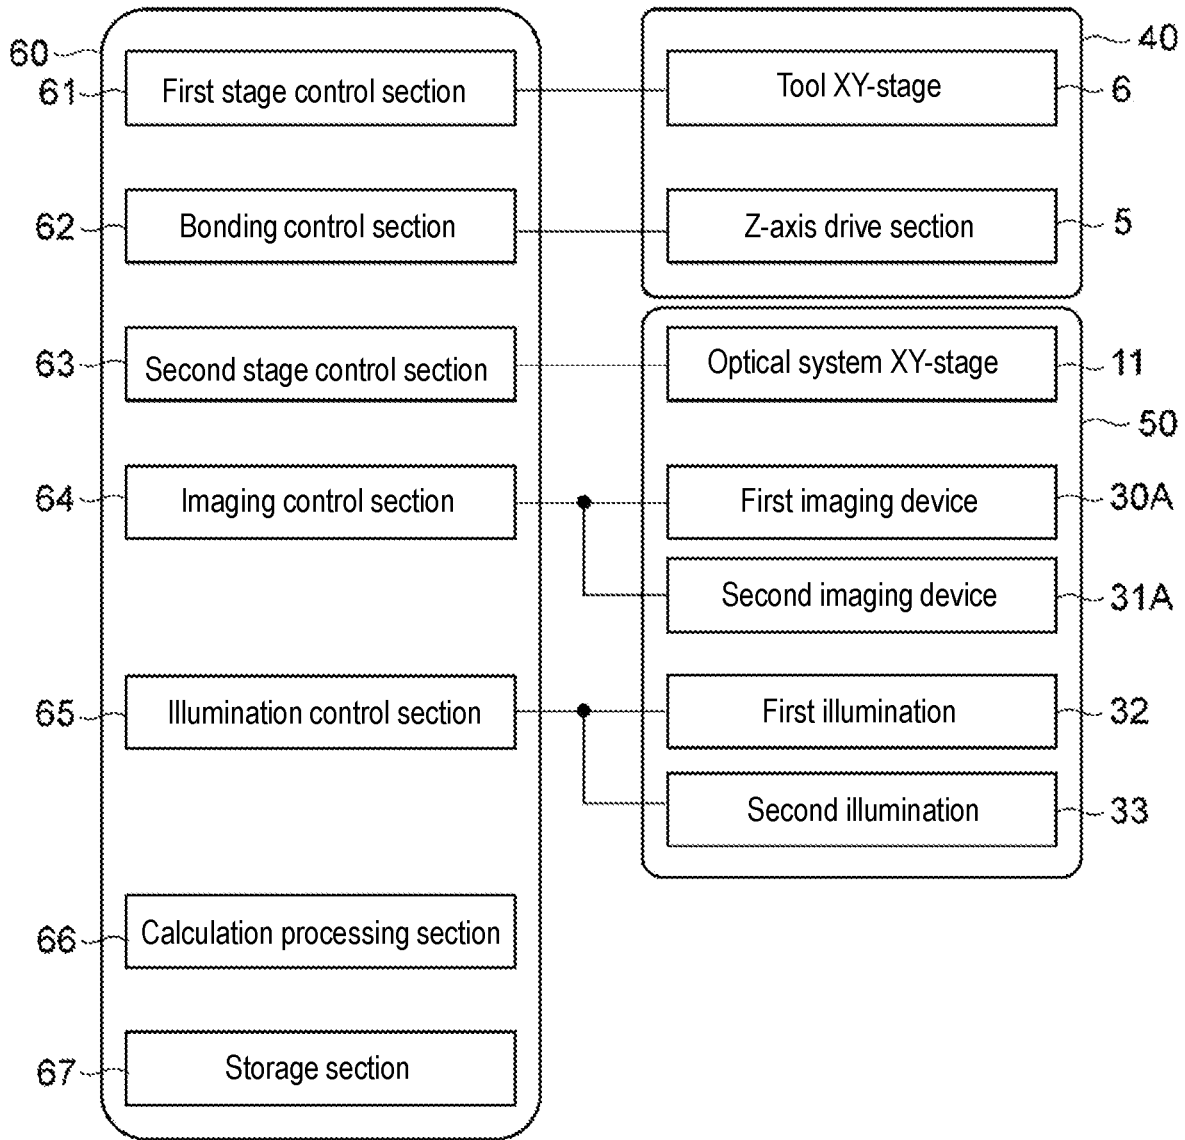 60
61 First stage control section
62 Bonding control section
63 Second stage control section
64 Imaging control section
65 Illumination control section
66 Calculation processing section
67 Storage section
40
Tool XY-stage 6
Z-axis drive section 5
Optical system XY-stage 11
50
First imaging device 30A
Second imaging device 31A
First illumination 32
Second illumination 33